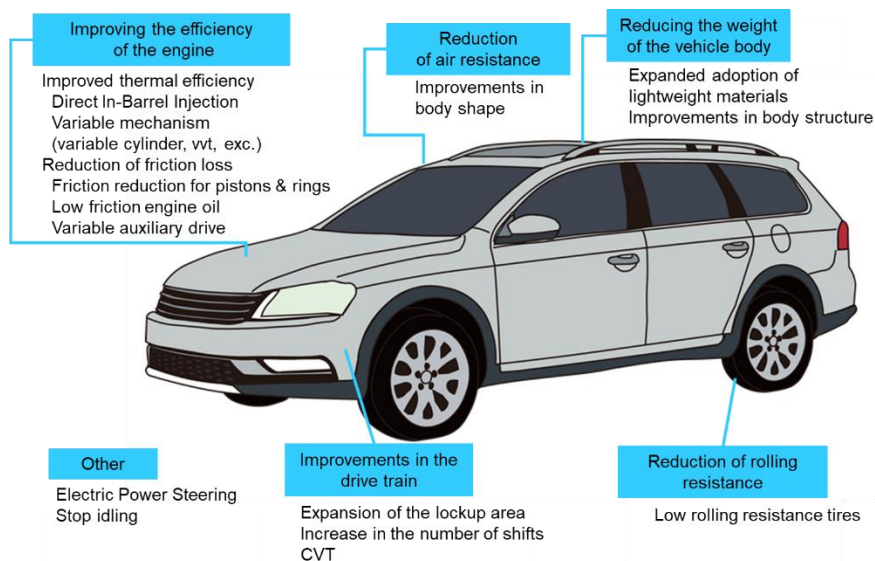 Improving the efficiency
of the engine
Improved thermal efficiency
Direct In-Barrel Injection
Variable mechanism
(variable cylinder, vvt, exc.)
Reduction of friction loss
Friction reduction for pistons & rings
Low friction engine oil
Variable auxiliary drive
Reduction
of air resistance
Improvements in
body shape
Reducing the weight
of the vehicle body
Expanded adoption of
lightweight materials
Improvements in body structure
Other
Electric Power Steering
Stop idling
Improvements in the
drive train
Expansion of the lockup area
Increase in the number of shifts
CVT
Reduction of rolling
resistance
Low rolling resistance tires